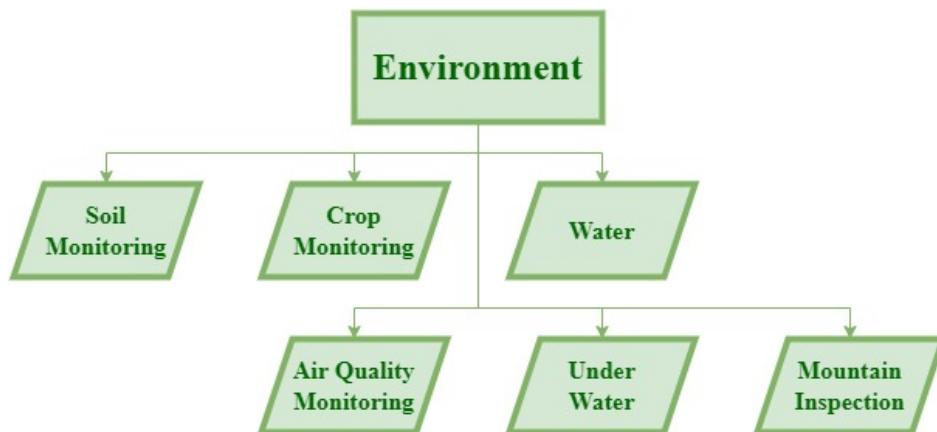 Environment
Soil
Monitoring
Crop
Monitoring
Water
Air Quality
Monitoring
Under
Water
Mountain
Inspection